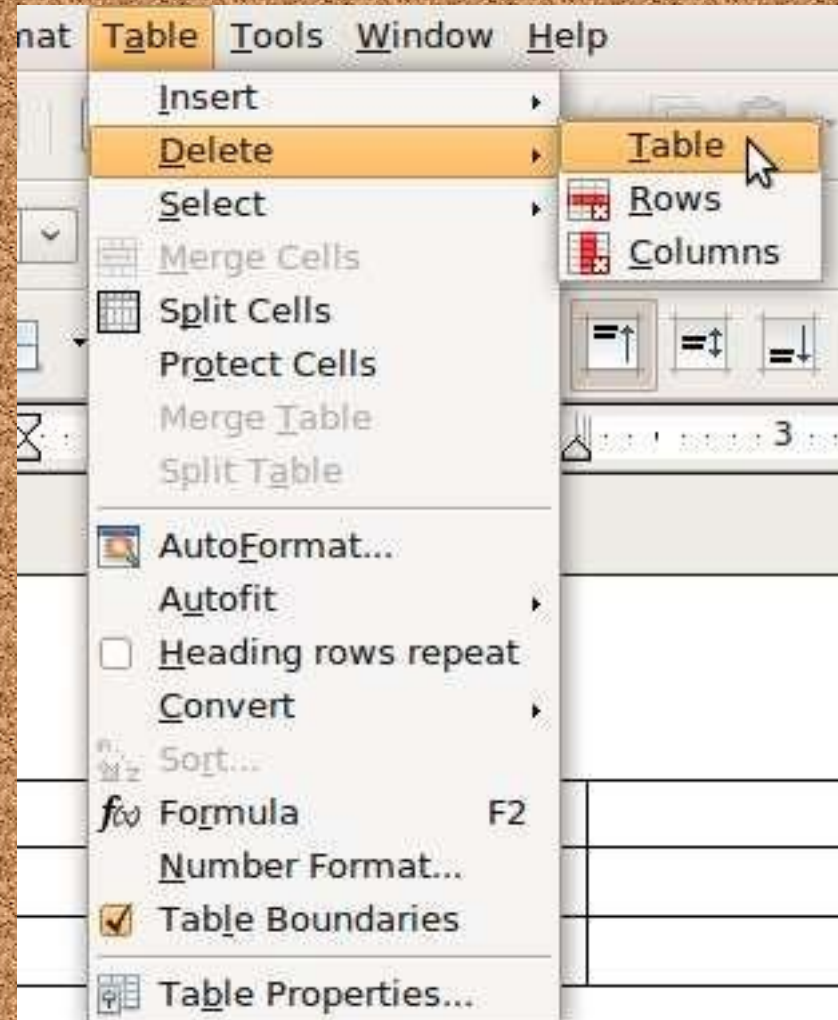 mat Table Tools Window Help
Insert
Delete
Table
Select
Rows
Merge Cells
Columns
Split Cells
Protect Cells
Merge Table
3
Split Table
AutoFormat...
Autofit
Heading rows repeat
Convert
Sort...
f(x) Formula F2
Number Format...
Table Boundaries
Table Properties...